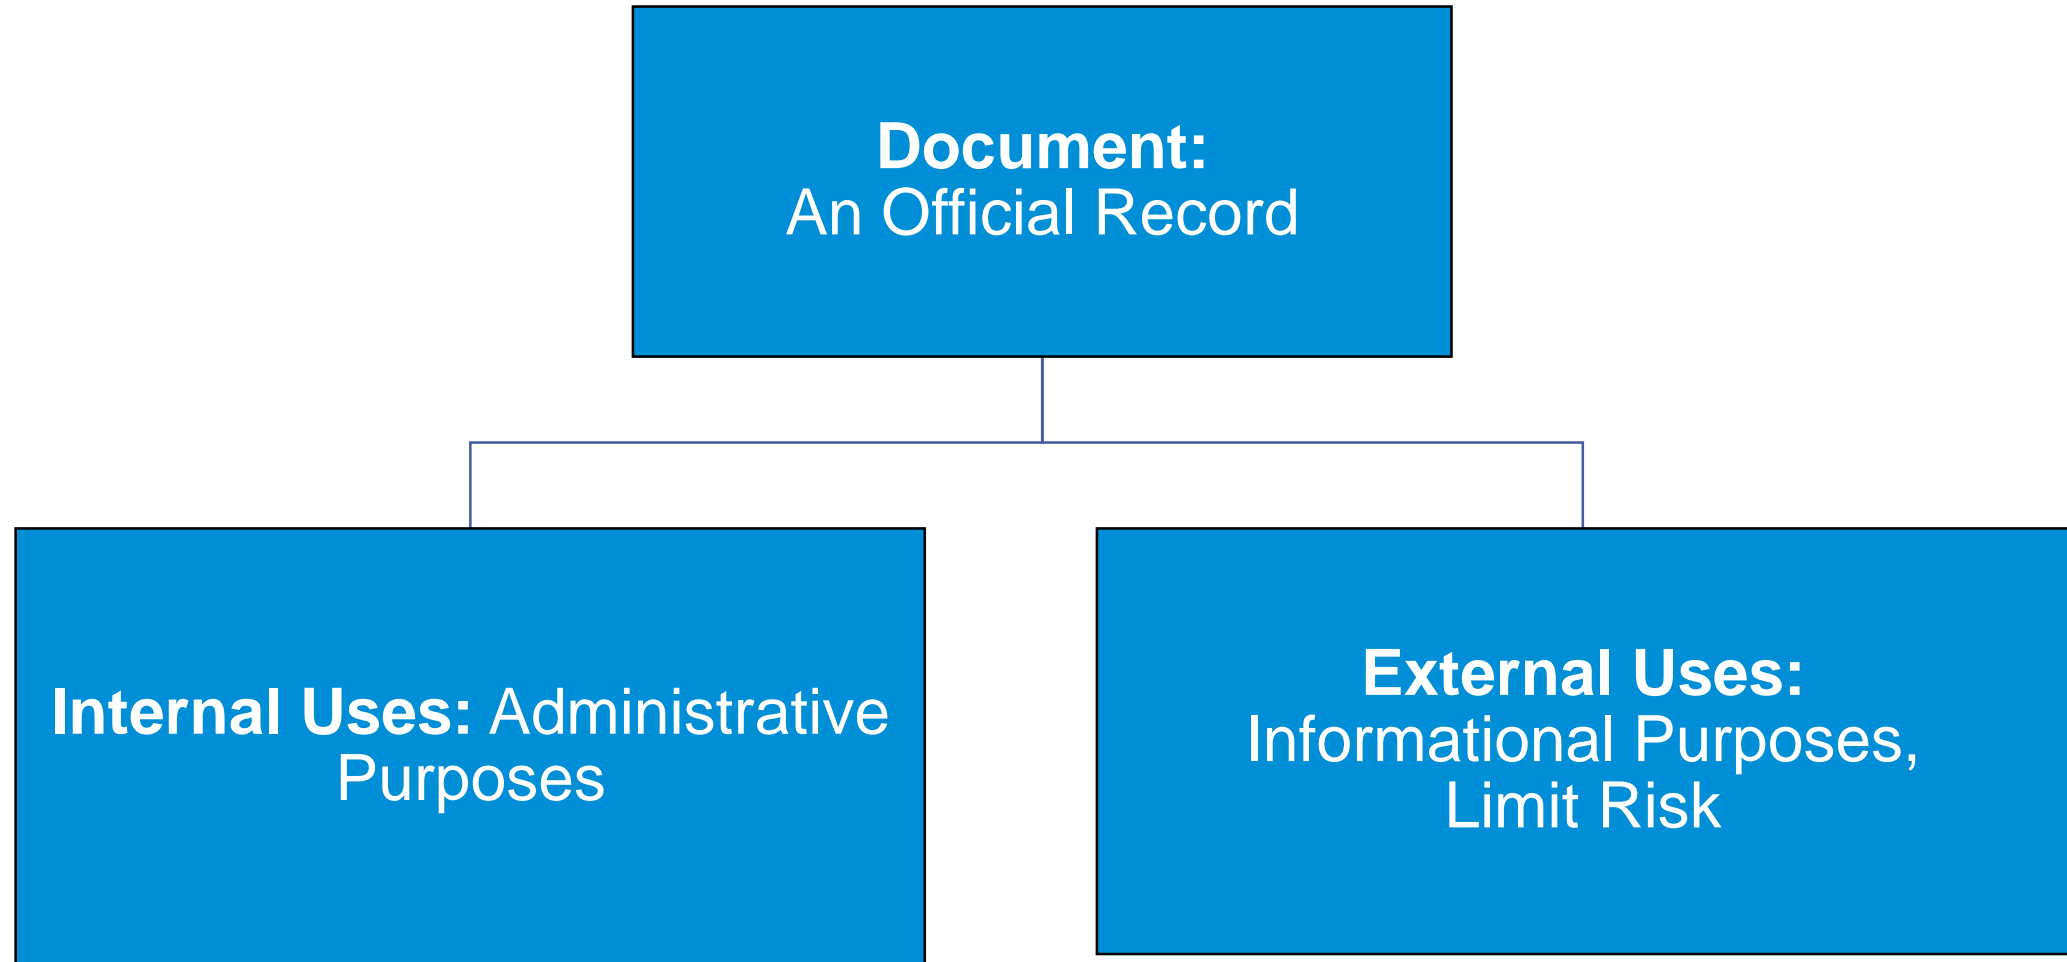 Document:
An Official Record
Internal Uses: Administrative
Purposes
External Uses:
Informational Purposes,
Limit Risk